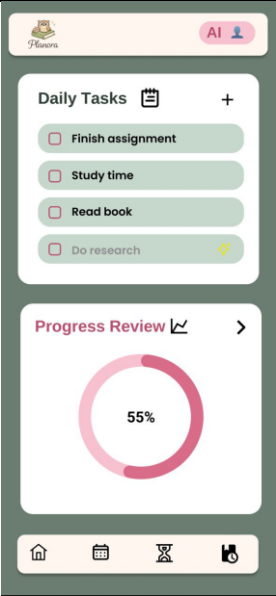 Planora
AI
Daily Tasks
Finish assignment
Study time
Read book
Do research
Progress Review
55%